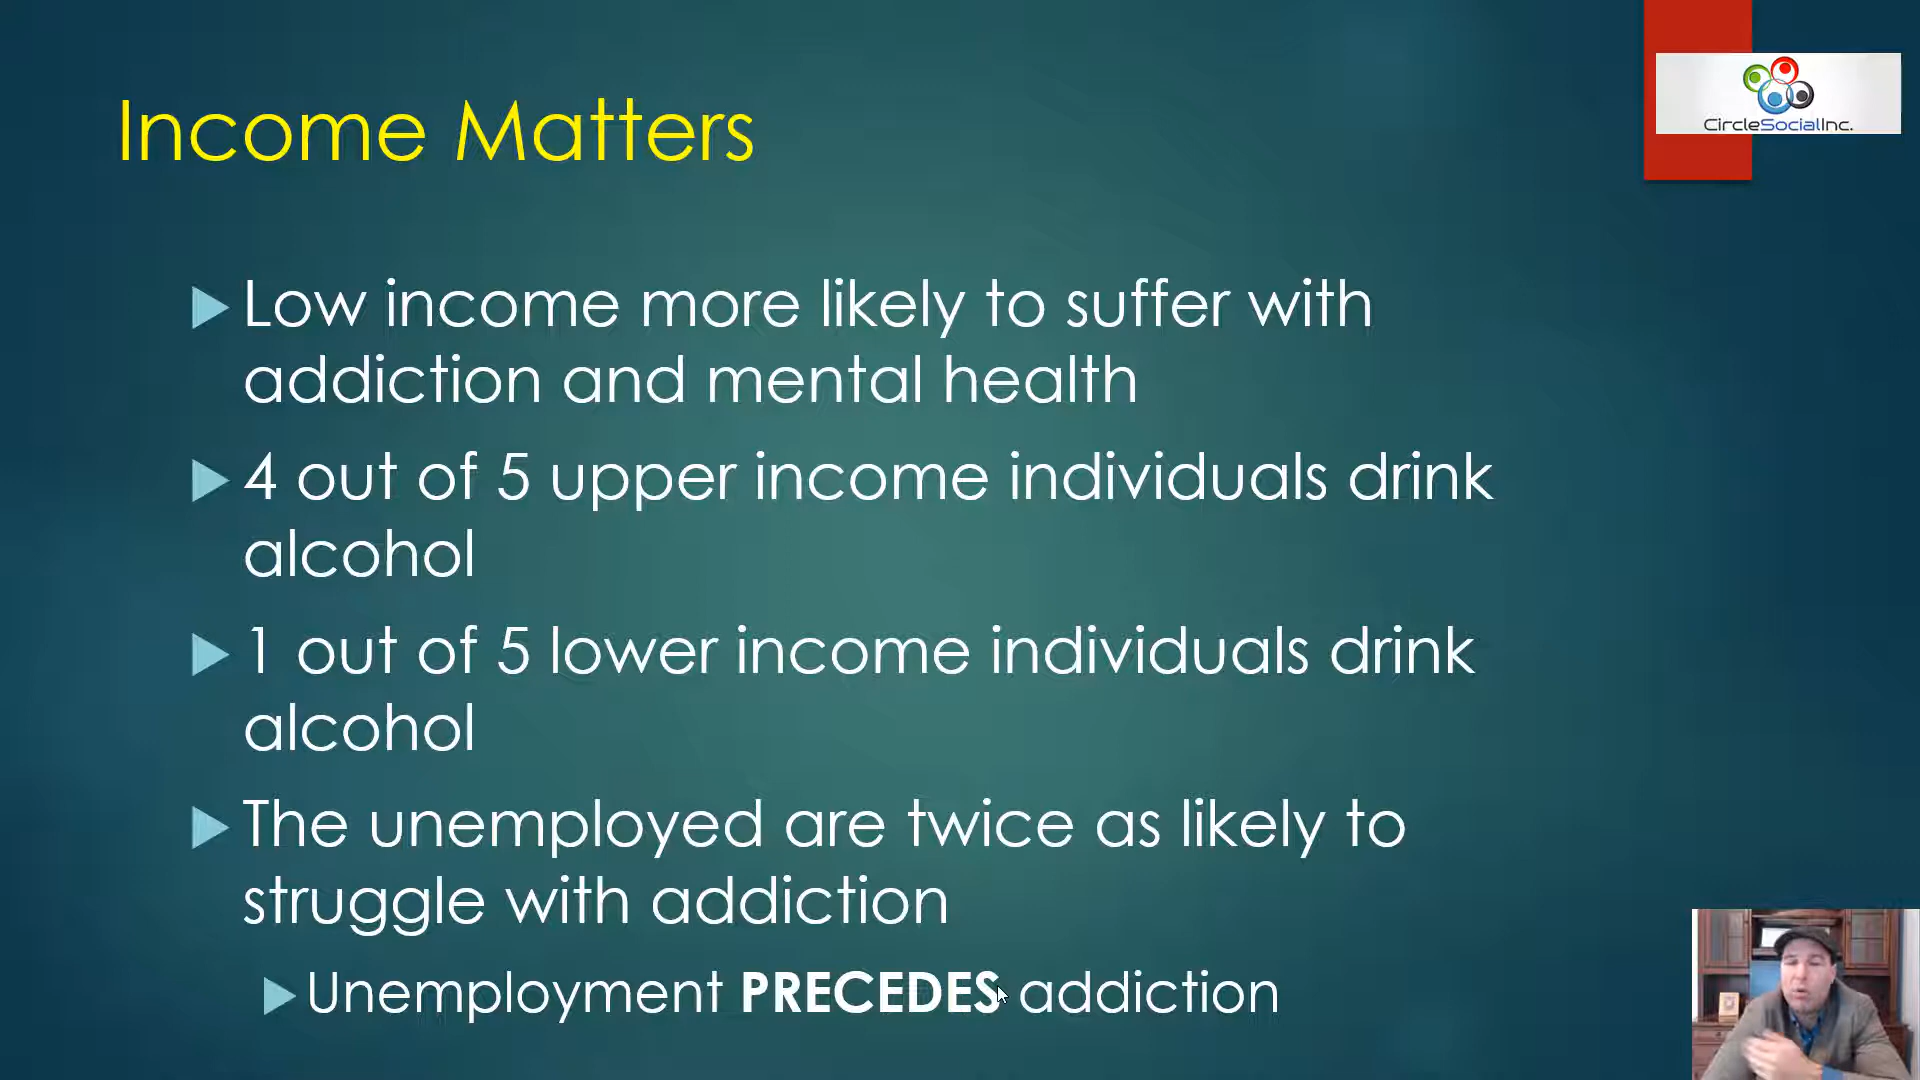 CircleSocialInc.
Income Matters
Low income more likely to suffer with
addiction and mental health
4 out of 5 upper income individuals drink
alcohol
1 out of 5 lower income individuals drink
alcohol
The unemployed are twice as likely to
struggle with addiction
Unemployment PRECEDES addiction